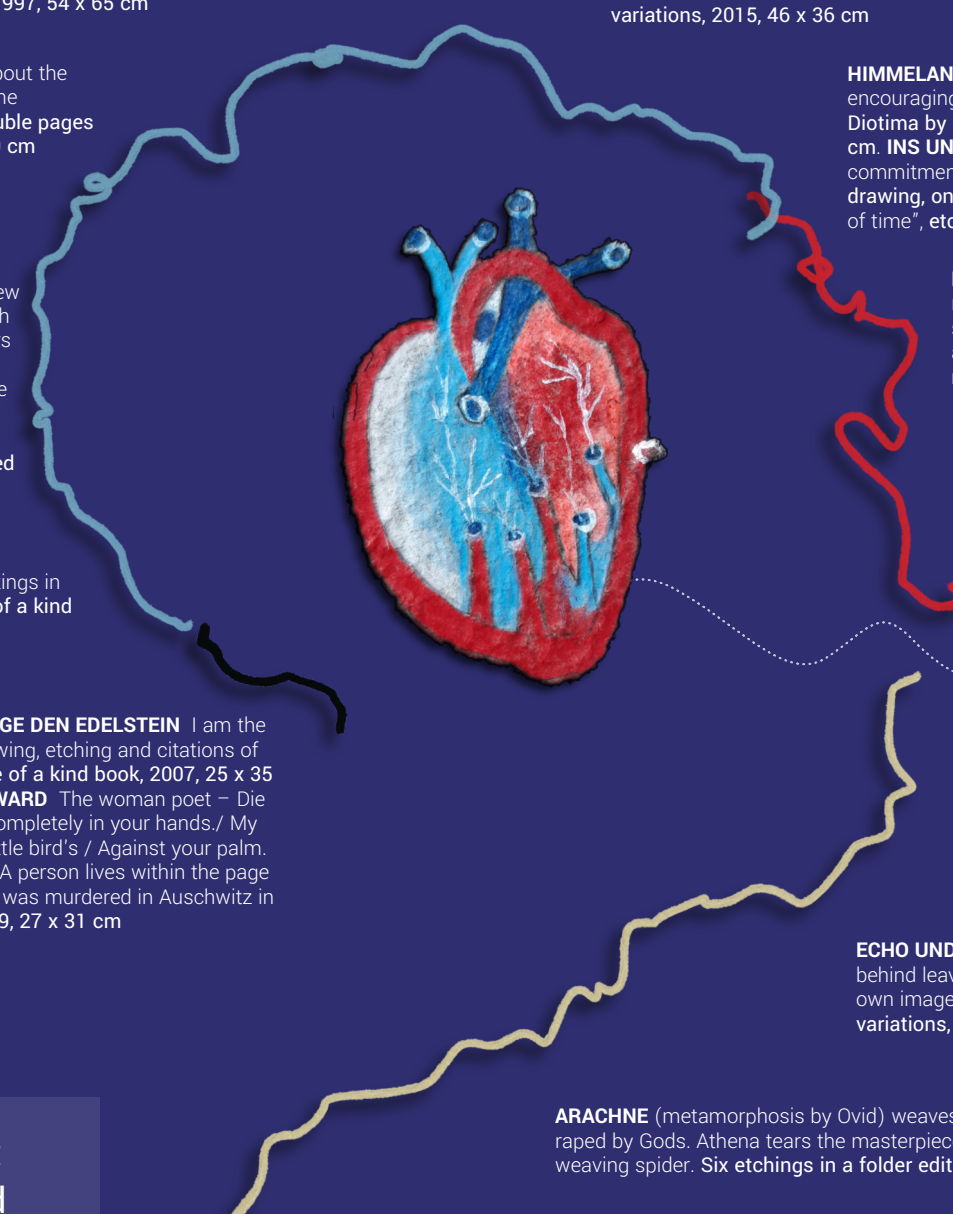 997, 54 x 65 cm
variations, 2015, 46 x 36 cm
bout the
ne
uble pages
cm
HIMMELAN
encouraging
Diotima by
cm. INS UN
commitmen
drawing, on
of time”, etc
ew
h
rs
e
ed
ings in
of a kind
GE DEN EDELSTEIN I am the
wing, etching and citations of
e of a kind book, 2007, 25 x 35
WARD The woman poet – Die
ompletely in your hands./ My
ttle bird's / Against your palm.
A person lives within the page
was murdered in Auschwitz in
9, 27 x 31 cm
ECHO UND
behind leav
own image
variations,
ARACHNE (metamorphosis by Ovid) weaves
raped by Gods. Athena tears the masterpiec
weaving spider. Six etchings in a folder edit
d